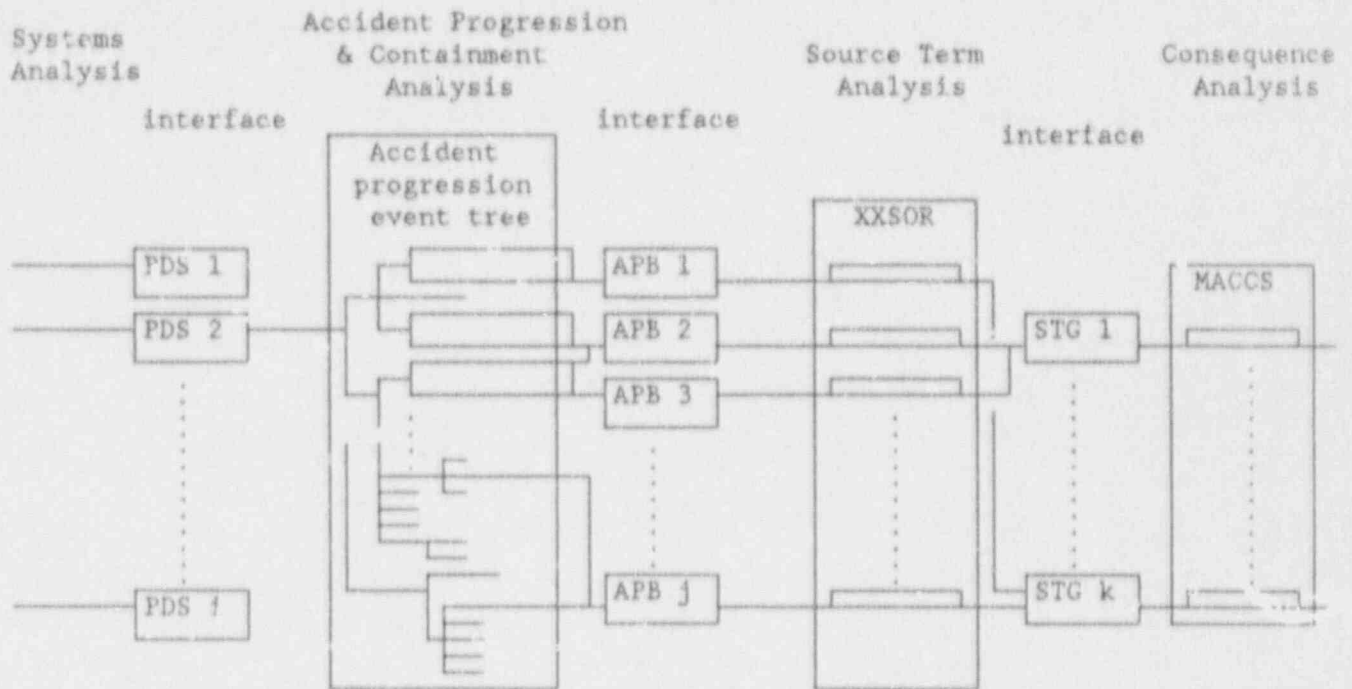 Systems
Analysis
Accident Progression
& Containment
Analysis
Source Term
Analysis
Consequence
Analysis
interface
interface
interface
Accident
progression
event tree
XXSOR
MACCS
PDS 1
APB 1
PDS 2
APB 2
STG 1
APB 3
PDS i
APB j
STG k